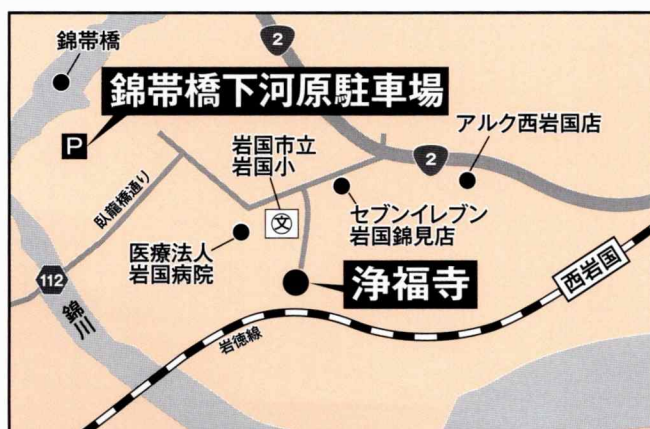 錦帯橋
2
錦帯橋下河原駐車場
P
アルク西岩国店
岩国市立
岩国小
2
臥龍橋通り
文
セブンイレブン
岩国錦見店
医療法人
岩国病院
西岩国
112
浄福寺
錦川
岩徳線